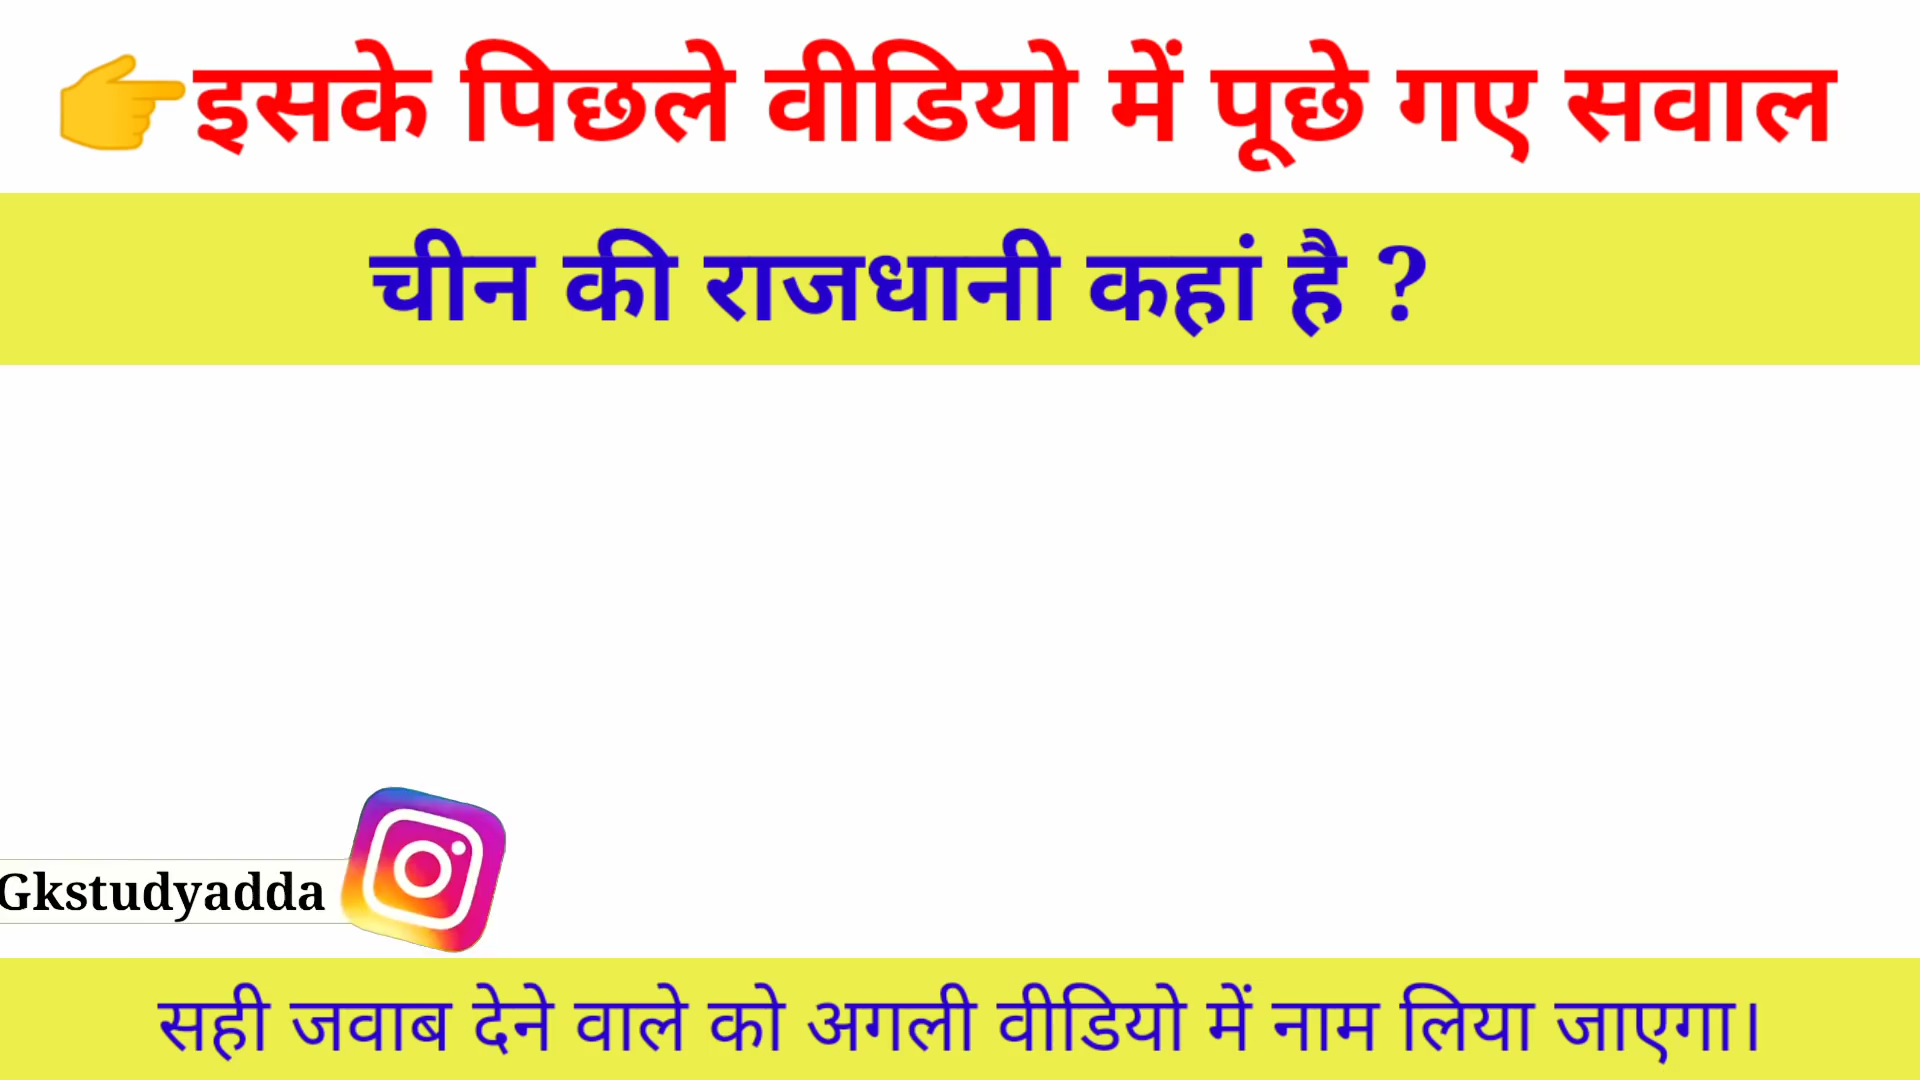 👉इसके पिछले वीडियो में पूछे गए सवाल
चीन की राजधानी कहां है ?
Gkstudyadda
सही जवाब देने वाले को अगली वीडियो में नाम लिया जाएगा।